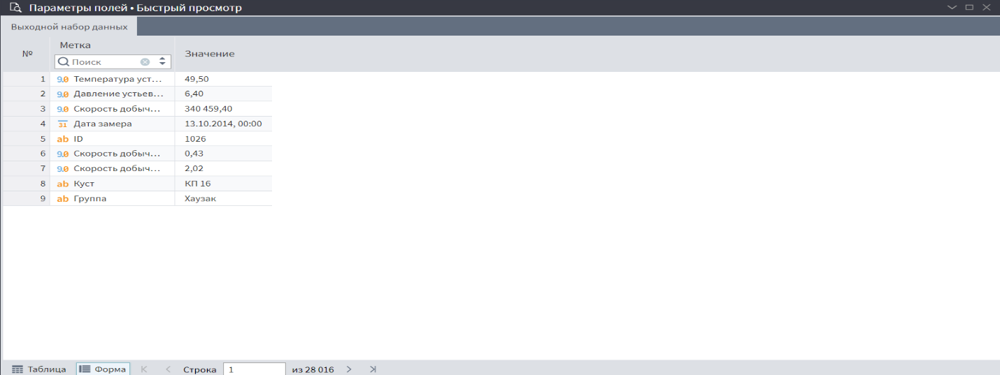 Параметры полей • Быстрый просмотр
Выходной набор данных
№ Метка Значение
Поиск
1 9.0 Температура уст... 49,50
2 9.0 Давление устьев... 6,40
3 9.0 Скорость добыч... 340 459,40
4 31 Дата замера 13.10.2014, 00:00
5 ab ID 1026
6 9.0 Скорость добыч... 0,43
7 9.0 Скорость добыч... 2,02
8 ab Куст КП 16
9 ab Группа Хаузак
Таблица Форма Строка 1 из 28 016